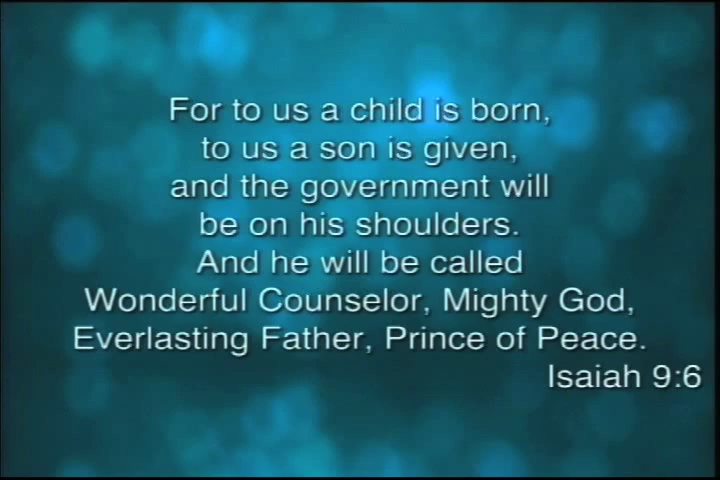 For to us a child is born,
to us a son is given,
and the government will
be on his shoulders.
And he will be called
Wonderful Counselor, Mighty God,
Everlasting Father, Prince of Peace.
Isaiah 9:6